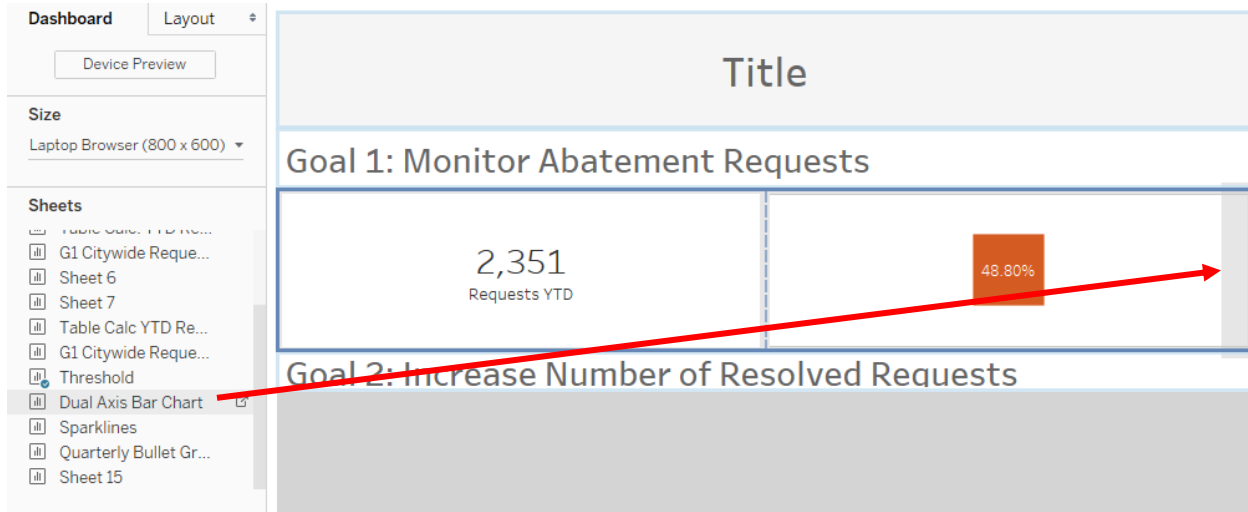 Dashboard
Layout
Device Preview
Size
Laptop Browser (800 x 600)
Sheets
G1 Citywide Reque...
Sheet 6
Sheet 7
Table Calc YTD Re...
G1 Citywide Reque...
Threshold
Dual Axis Bar Chart
Sparklines
Quarterly Bullet Gr...
Sheet 15
Title
Goal 1: Monitor Abatement Requests
2,351
Requests YTD
48.80%
Goal 2: Increase Number of Resolved Requests